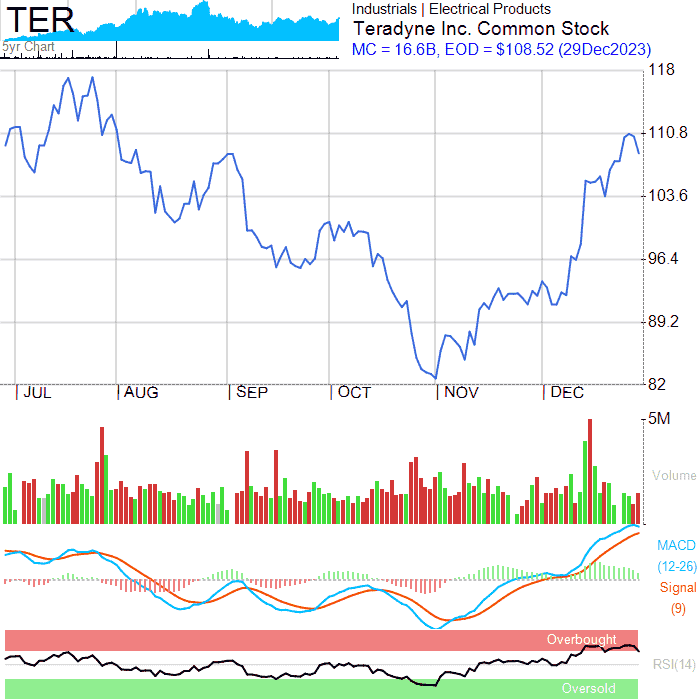 TER
5yr Chart
Industrials | Electrical Products
Teradyne Inc. Common Stock
MC = 16.6B, EOD = $108.52 (29Dec2023)
118
110.8
103.6
96.4
89.2
82
JUL AUG SEP OCT NOV DEC
5M
Volume
MACD
(12-26)
Signal
(9)
Overbought
RSI(14)
Oversold